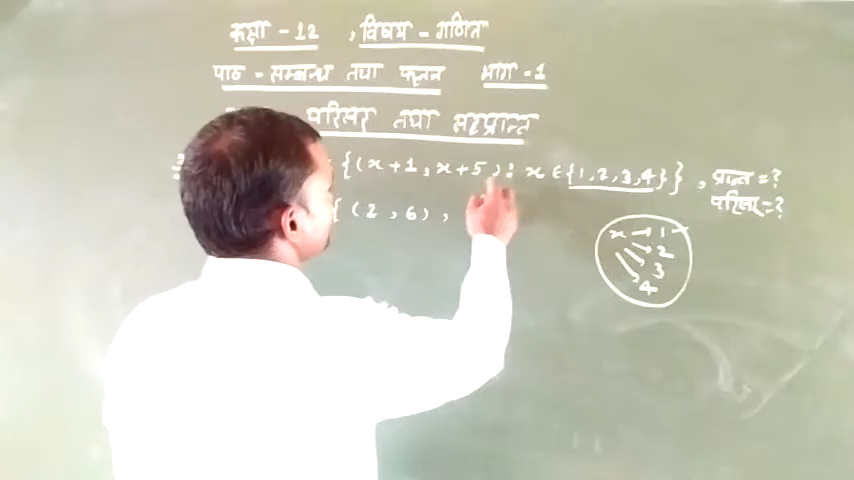 कक्षा - 12 , विषय - गणित
पाठ - सम्बन्ध तथा फलन भाग - 1
परिसर तथा सहप्रान्त
{(x+1, x+5): x ∈ {1,2,3,4}} , प्रान्त = ?
परिसर = ?
{ (2, 6) ,
x → 1
2
3
4